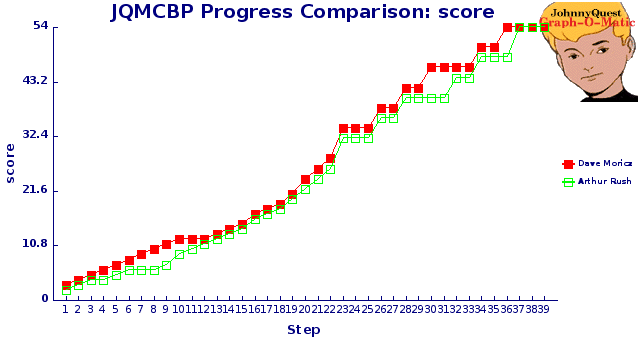 JQMCBP Progress Comparison: score
JohnnyQuest
Graph-O-Matic
54
43.2
32.4
21.6
10.8
0
score
Dave Moricz
Arthur Rush
1 2 3 4 5 6 7 8 9 10 11 12 13 14 15 16 17 18 19 20 21 22 23 24 25 26 27 28 29 30 31 32 33 34 35 36 37 38 39
Step